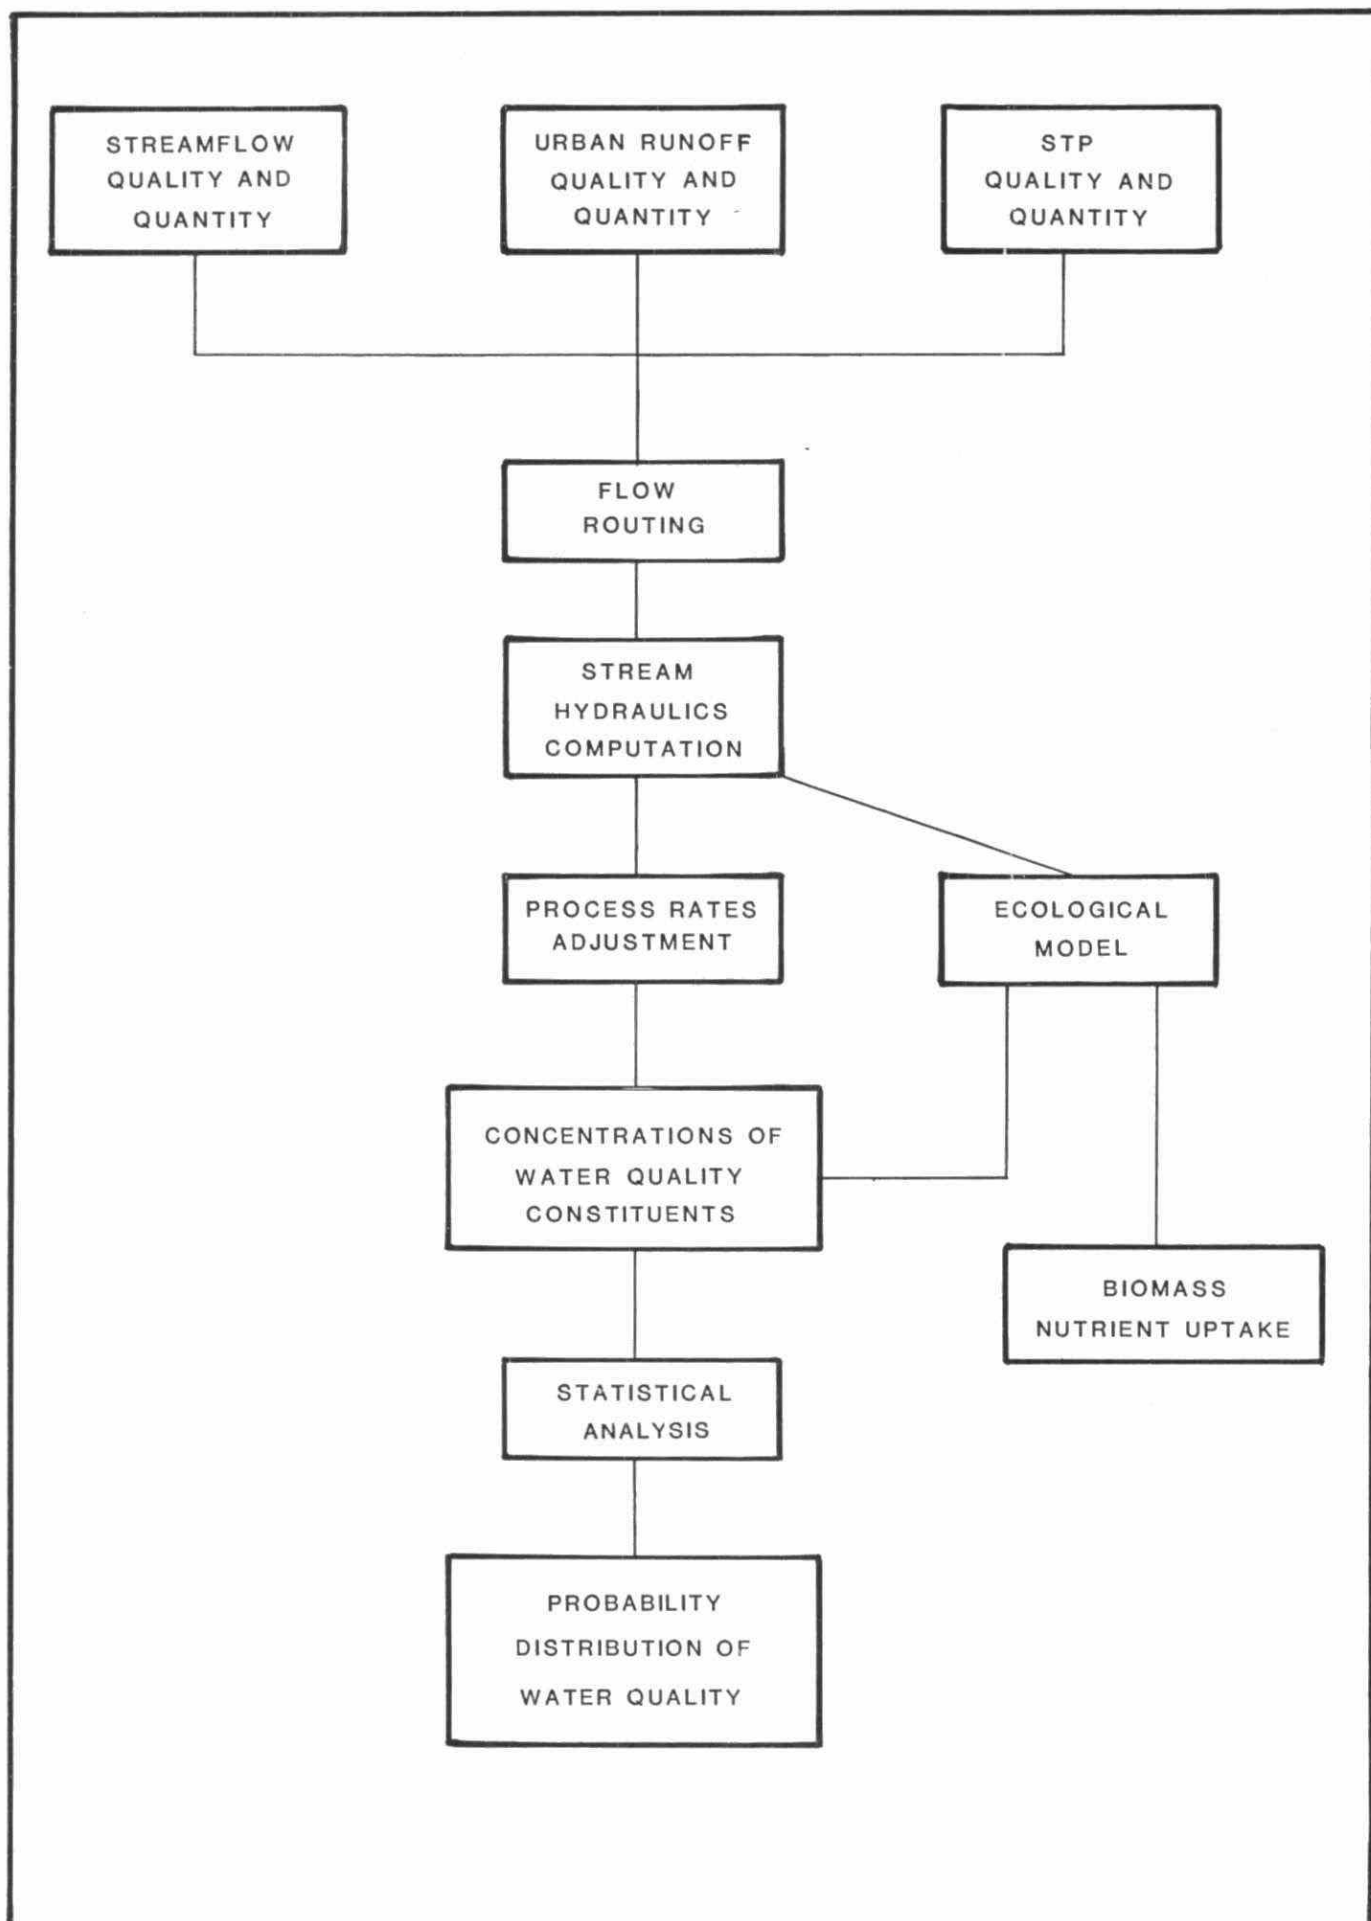 STREAMFLOW
QUALITY AND
QUANTITY
URBAN RUNOFF
QUALITY AND
QUANTITY
STP
QUALITY AND
QUANTITY
FLOW
ROUTING
STREAM
HYDRAULICS
COMPUTATION
PROCESS RATES
ADJUSTMENT
ECOLOGICAL
MODEL
CONCENTRATIONS OF
WATER QUALITY
CONSTITUENTS
BIOMASS
NUTRIENT UPTAKE
STATISTICAL
ANALYSIS
PROBABILITY
DISTRIBUTION OF
WATER QUALITY